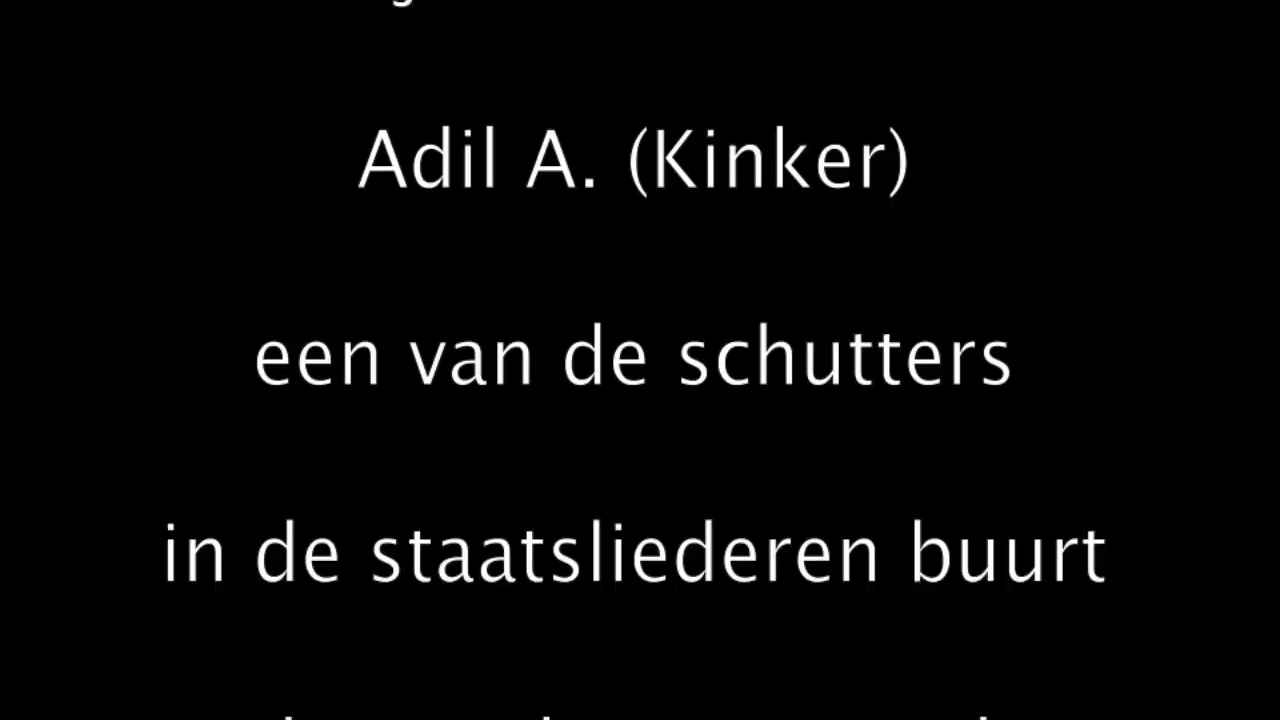 Adil A. (Kinker)
een van de schutters
in de staatsliederen buurt